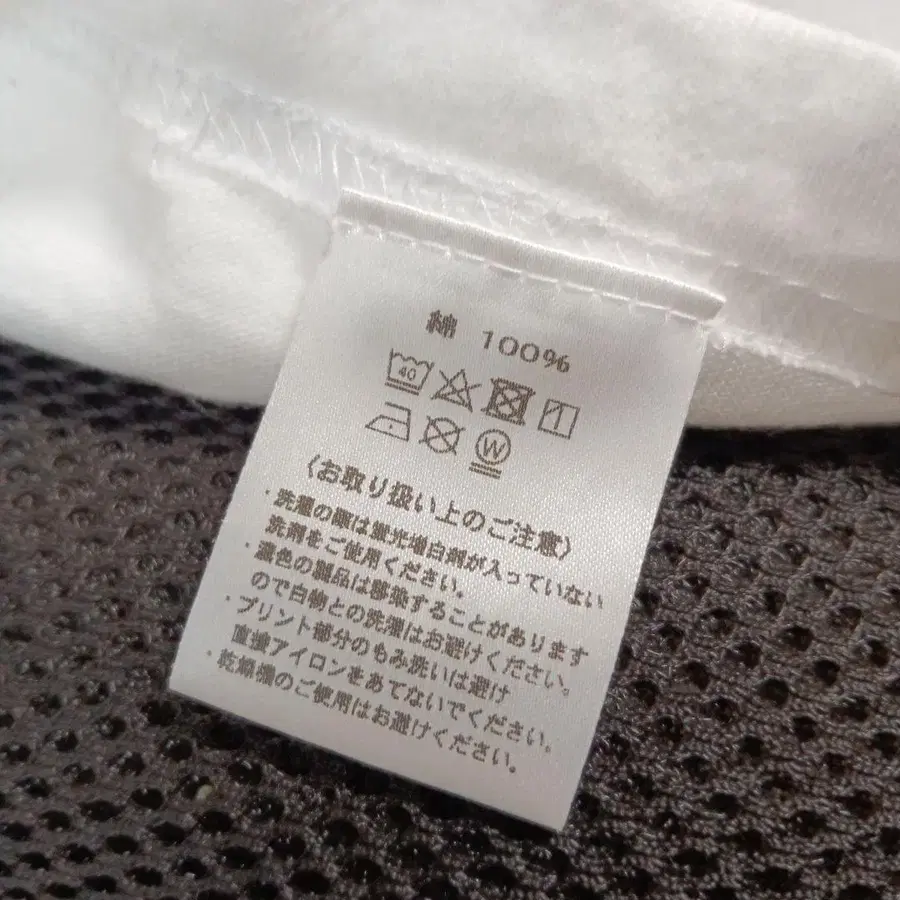 綿 100%
40
W
〈お取り扱い上のご注意〉
・洗濯の際は蛍光増白剤が入っていない
洗剤をご使用ください。
・濃色の製品は移染することがあります
ので白物との洗濯はお避けください。
・プリント部分のもみ洗いは避け
直接アイロンをあてないでください。
・乾燥機のご使用はお避けください。